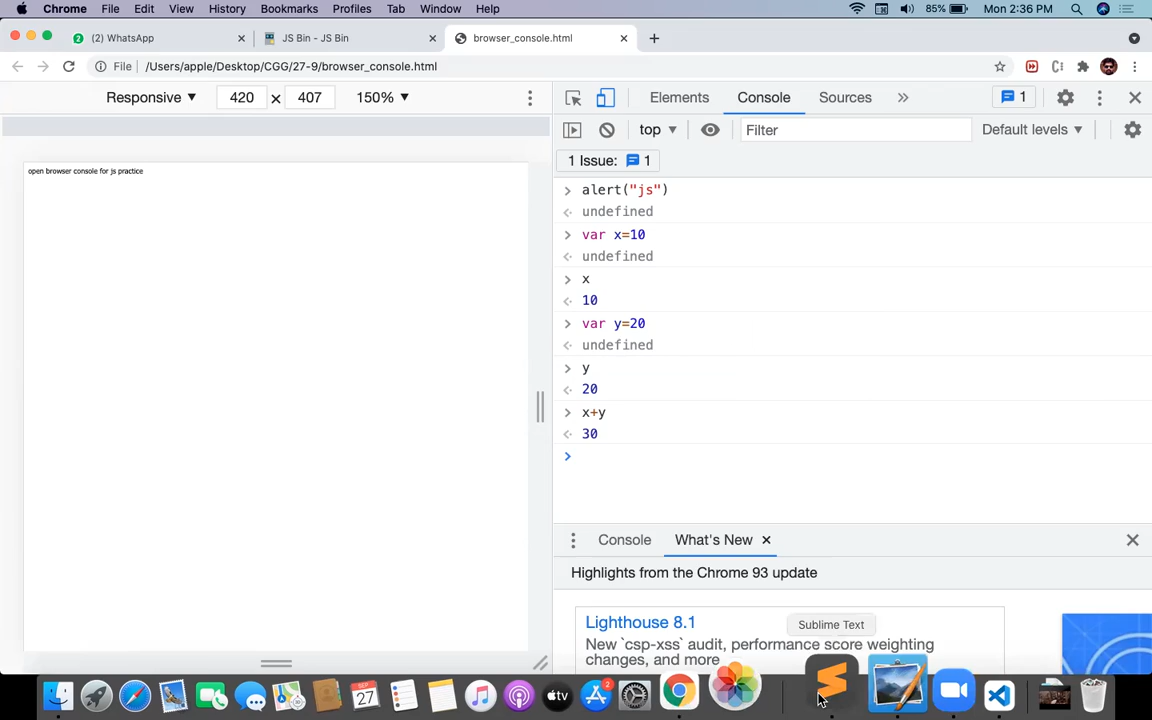 Chrome File Edit View History Bookmarks Profiles Tab Window Help 85% Mon 2:36 PM
(2) WhatsApp
JS Bin - JS Bin
browser_console.html
File /Users/apple/Desktop/CGG/27-9/browser_console.html
Responsive 420 × 407 150%
Elements Console Sources 1
top Filter Default levels
1 Issue: 1
open browser console for js practice
alert("js")
undefined
var x=10
undefined
x
10
var y=20
undefined
y
20
x+y
30
Console What's New
Highlights from the Chrome 93 update
Lighthouse 8.1
New `csp-xss` audit, performance score weighting
changes, and more
Sublime Text
SEP
27
tv
2